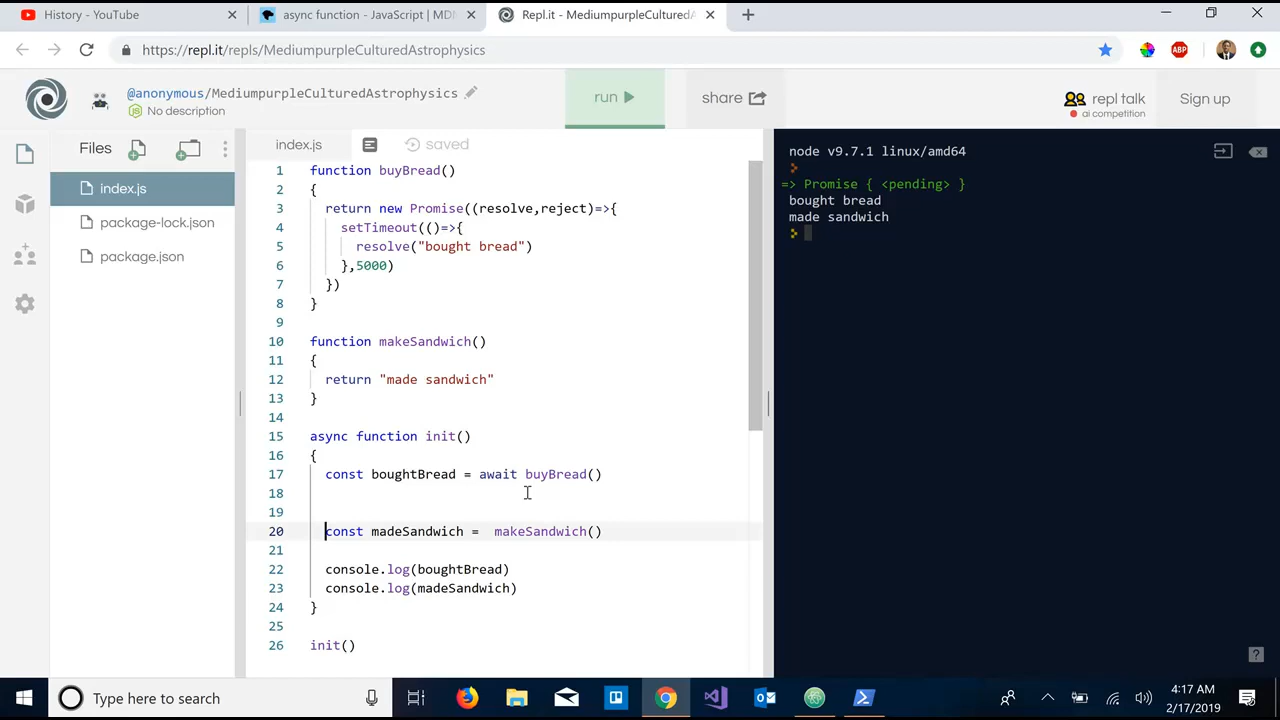 History - YouTube
async function - JavaScript | MDN
Repl.it - MediumpurpleCulturedA
https://repl.it/repls/MediumpurpleCulturedAstrophysics
ABP
@anonymous/MediumpurpleCulturedAstrophysics
No description
run
share
repl talk
ai competition
Sign up
Files
index.js
package-lock.json
package.json
index.js
saved
1 function buyBread()
2 {
3 return new Promise((resolve,reject)=>{
4 setTimeout(()=>{
5 resolve("bought bread")
6 },5000)
7 })
8 }
9
10 function makeSandwich()
11 {
12 return "made sandwich"
13 }
14
15 async function init()
16 {
17 const boughtBread = await buyBread()
18
19
20 const madeSandwich =  makeSandwich()
21
22 console.log(boughtBread)
23 console.log(madeSandwich)
24 }
25
26 init()
node v9.7.1 linux/amd64
=> Promise { <pending> }
bought bread
made sandwich
?
Type here to search
4:17 AM
2/17/2019